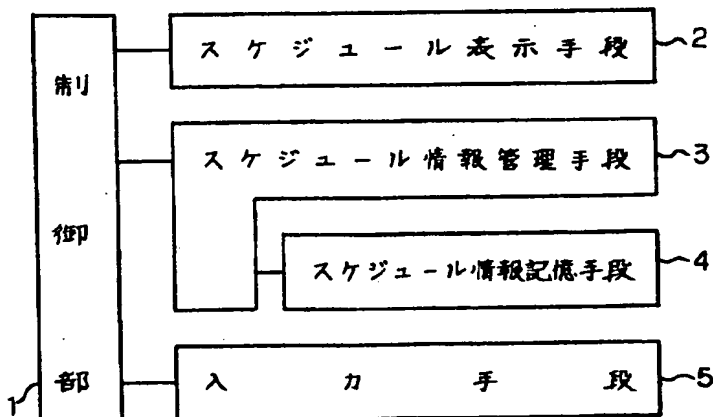 制御部
1
スケジュール表示手段
2
スケジュール情報管理手段
3
スケジュール情報記憶手段
4
入力手段
5